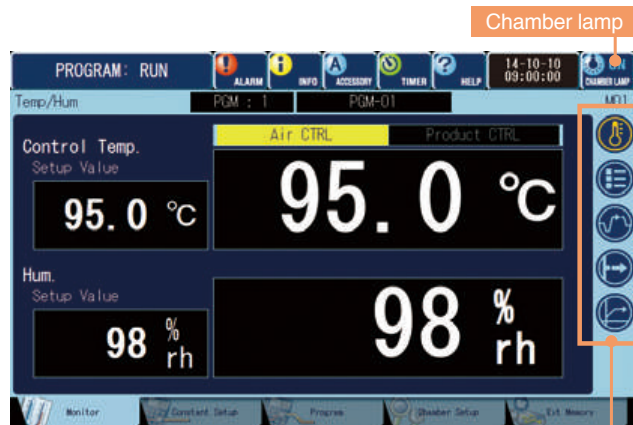 Chamber lamp
PROGRAM: RUN
ALARM
INFO
ACCESSORY
TIMER
HELP
14-10-10
09:00:00
ON
CHAMBER LAMP
Temp/Hum
PGM : 1
PGM-01
MD1
Air CTRL
Product CTRL
Control Temp.
Setup Value
95.0 °C
95.0 °C
Hum.
Setup Value
98 % rh
98 % rh
Monitor
Constant Setup
Program
Chamber Setup
Ext Memory